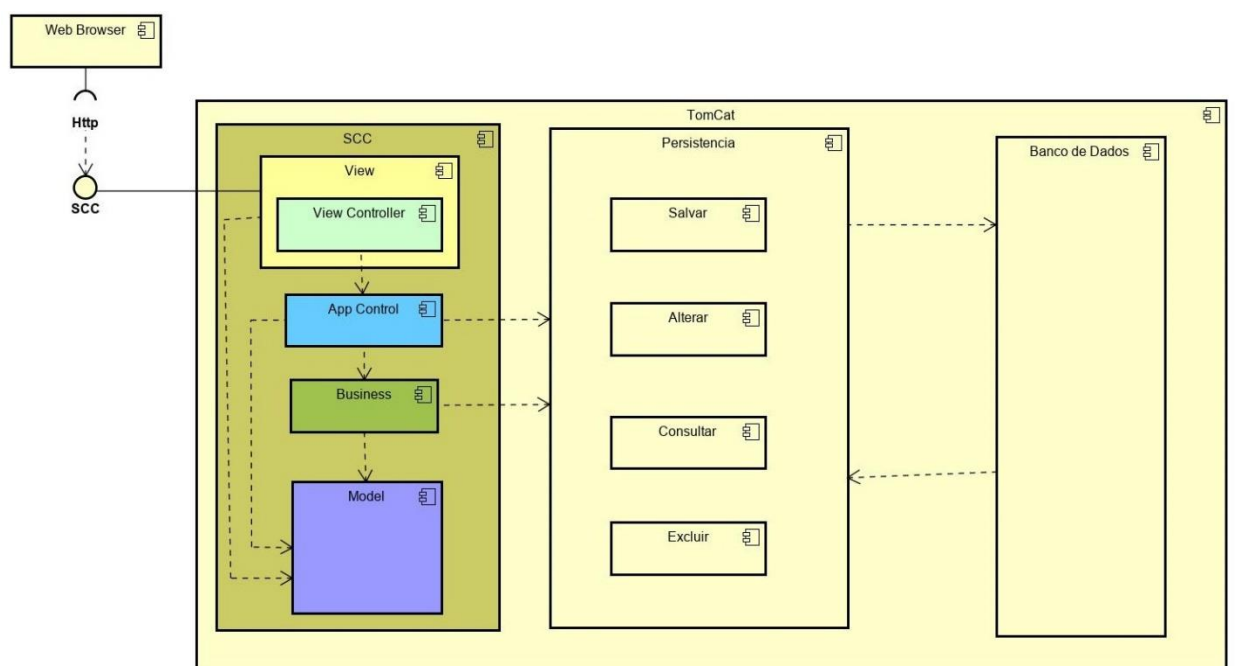 Web Browser
Http
SCC
TomCat
SCC
View
View Controller
App Control
Business
Model
Persistencia
Salvar
Alterar
Consultar
Excluir
Banco de Dados